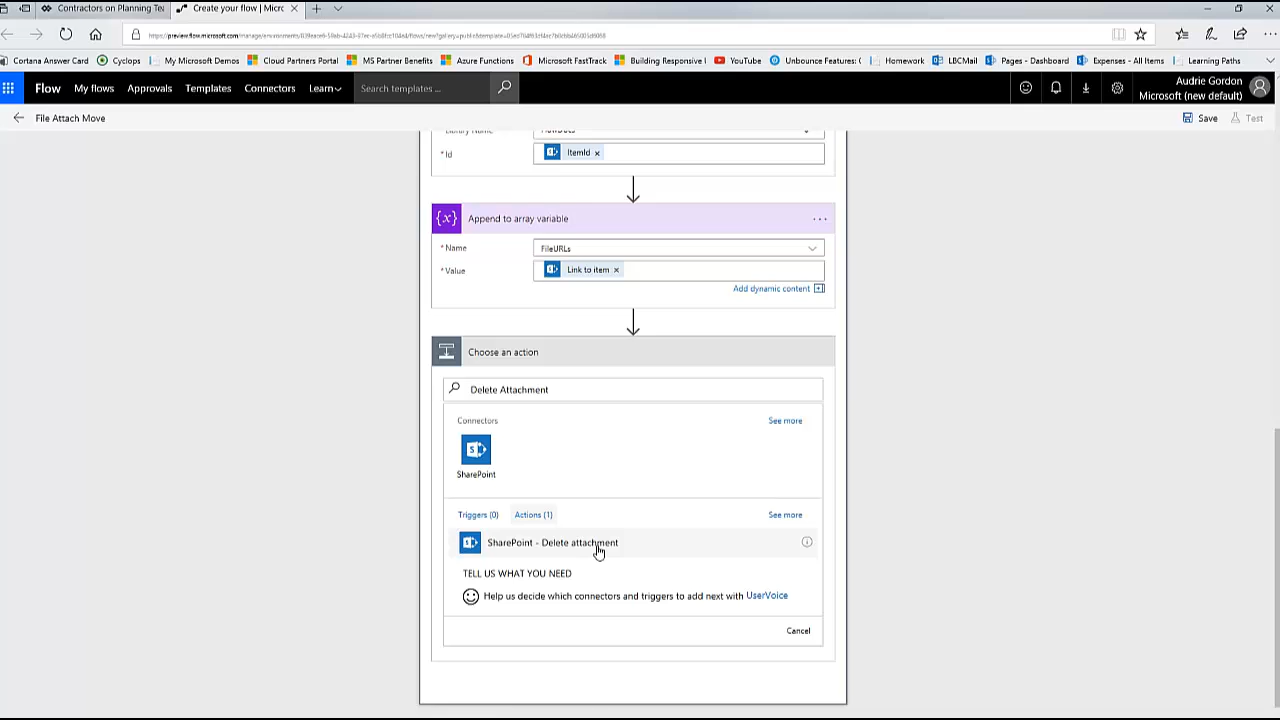 Contractors on Planning Te
Create your flow | Micro
Cortana Answer Card
Cyclops
My Microsoft Demos
Cloud Partners Portal
MS Partner Benefits
Azure Functions
Microsoft FastTrack
Building Responsive
YouTube
Unbounce Features: (
Homework
LBCMail
Pages - Dashboard
Expenses - All Items
Learning Paths
Flow
My flows
Approvals
Templates
Connectors
Learn
Search templates ...
Audrie Gordon
Microsoft (new default)
File Attach Move
Save
Test
* Id
ItemId ×
{x}
Append to array variable
...
* Name
FileURLs
* Value
Link to item ×
Add dynamic content
Choose an action
Delete Attachment
Connectors
See more
SharePoint
Triggers (0)
Actions (1)
See more
SharePoint - Delete attachment
TELL US WHAT YOU NEED
Help us decide which connectors and triggers to add next with UserVoice
Cancel